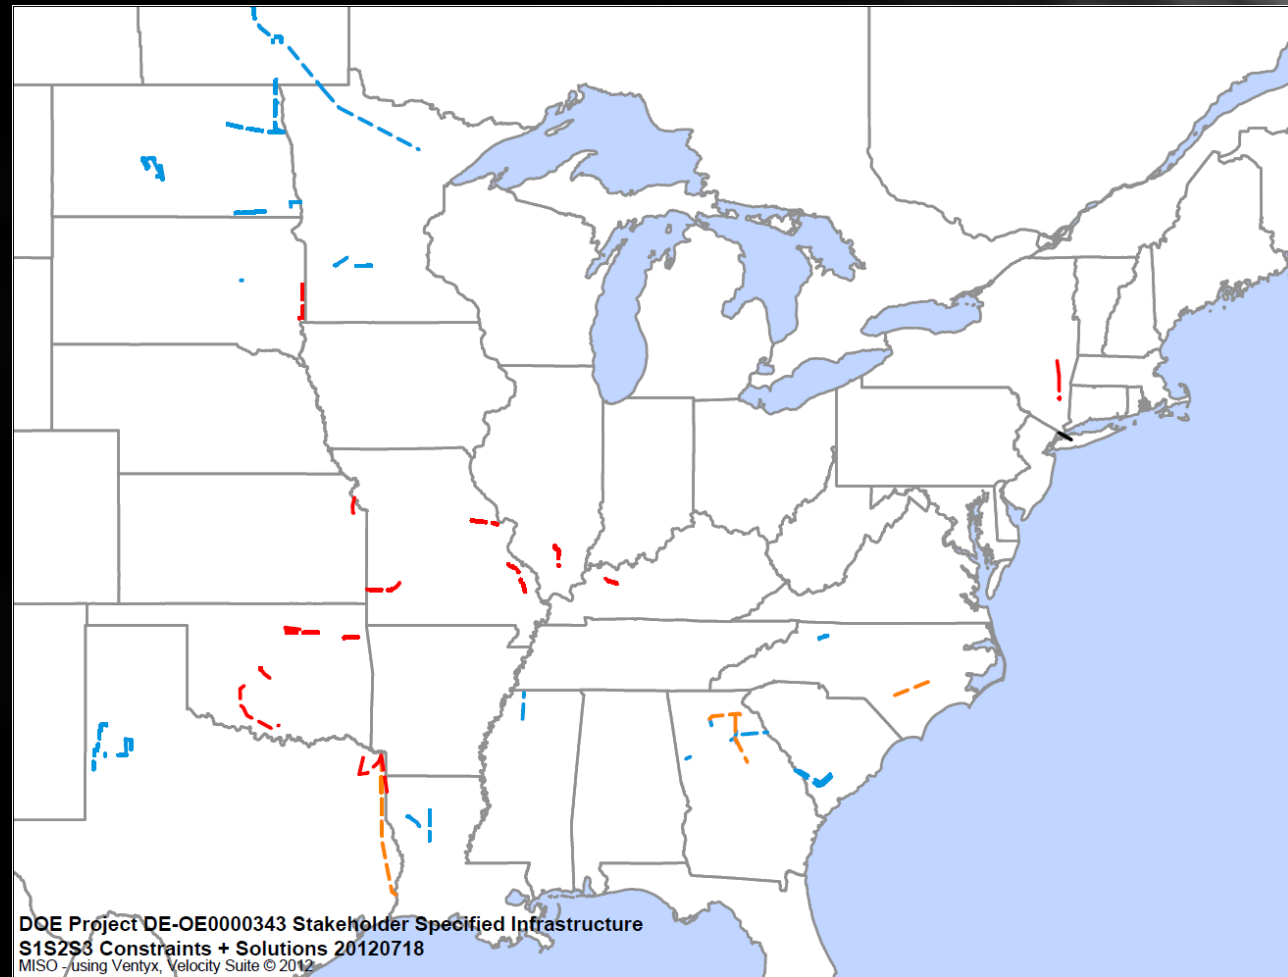 DOE Project DE-OE0000343 Stakeholder Specified Infrastructure
S1S2S3 Constraints + Solutions 20120718
MISO - using Ventyx, Velocity Suite © 2012